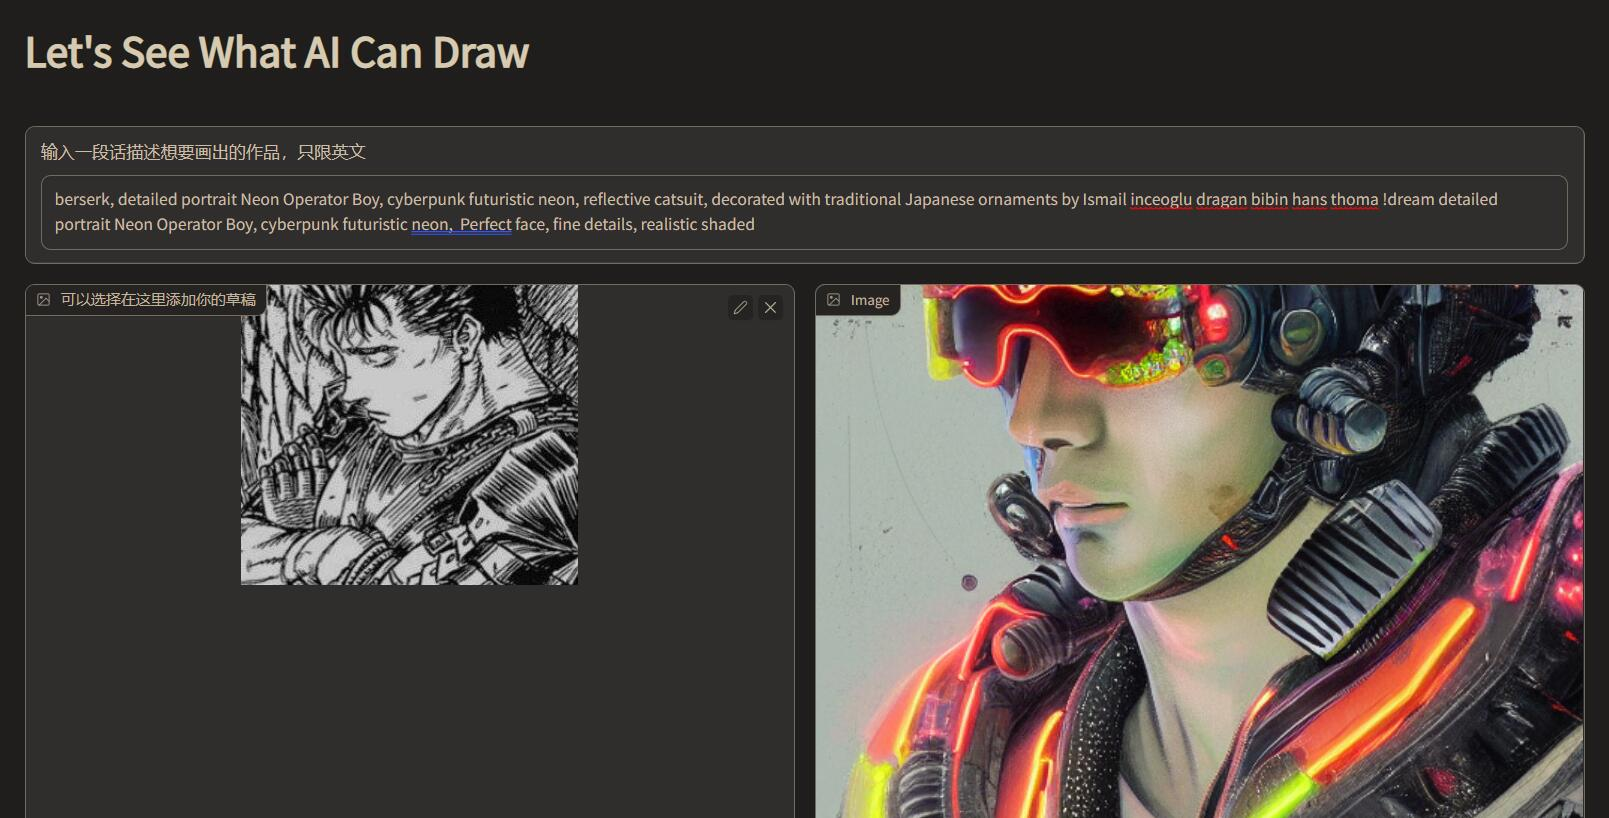 Let's See What AI Can Draw
输入一段话描述想要画出的作品，只限英文
berserk, detailed portrait Neon Operator Boy, cyberpunk futuristic neon, reflective catsuit, decorated with traditional Japanese ornaments by Ismail inceoglu dragan bibin hans thoma !dream detailed
portrait Neon Operator Boy, cyberpunk futuristic neon,  Perfect face, fine details, realistic shaded
可以选择在这里添加你的草稿
Image